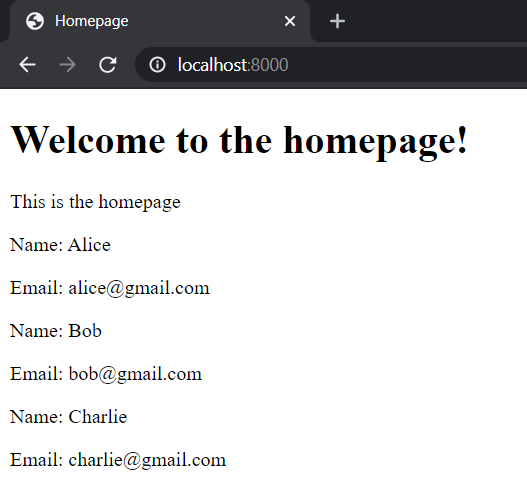 Homepage
localhost:8000
Welcome to the homepage!
This is the homepage
Name: Alice
Email: alice@gmail.com
Name: Bob
Email: bob@gmail.com
Name: Charlie
Email: charlie@gmail.com